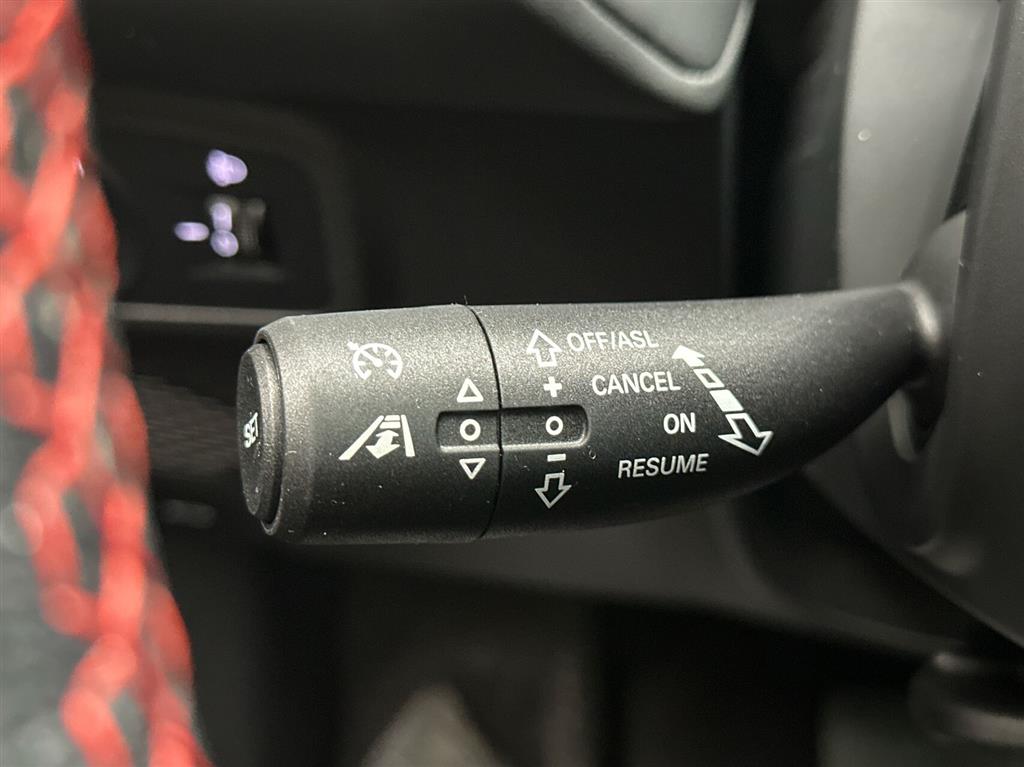 SET
OFF/ASL
+ CANCEL
ON
RESUME